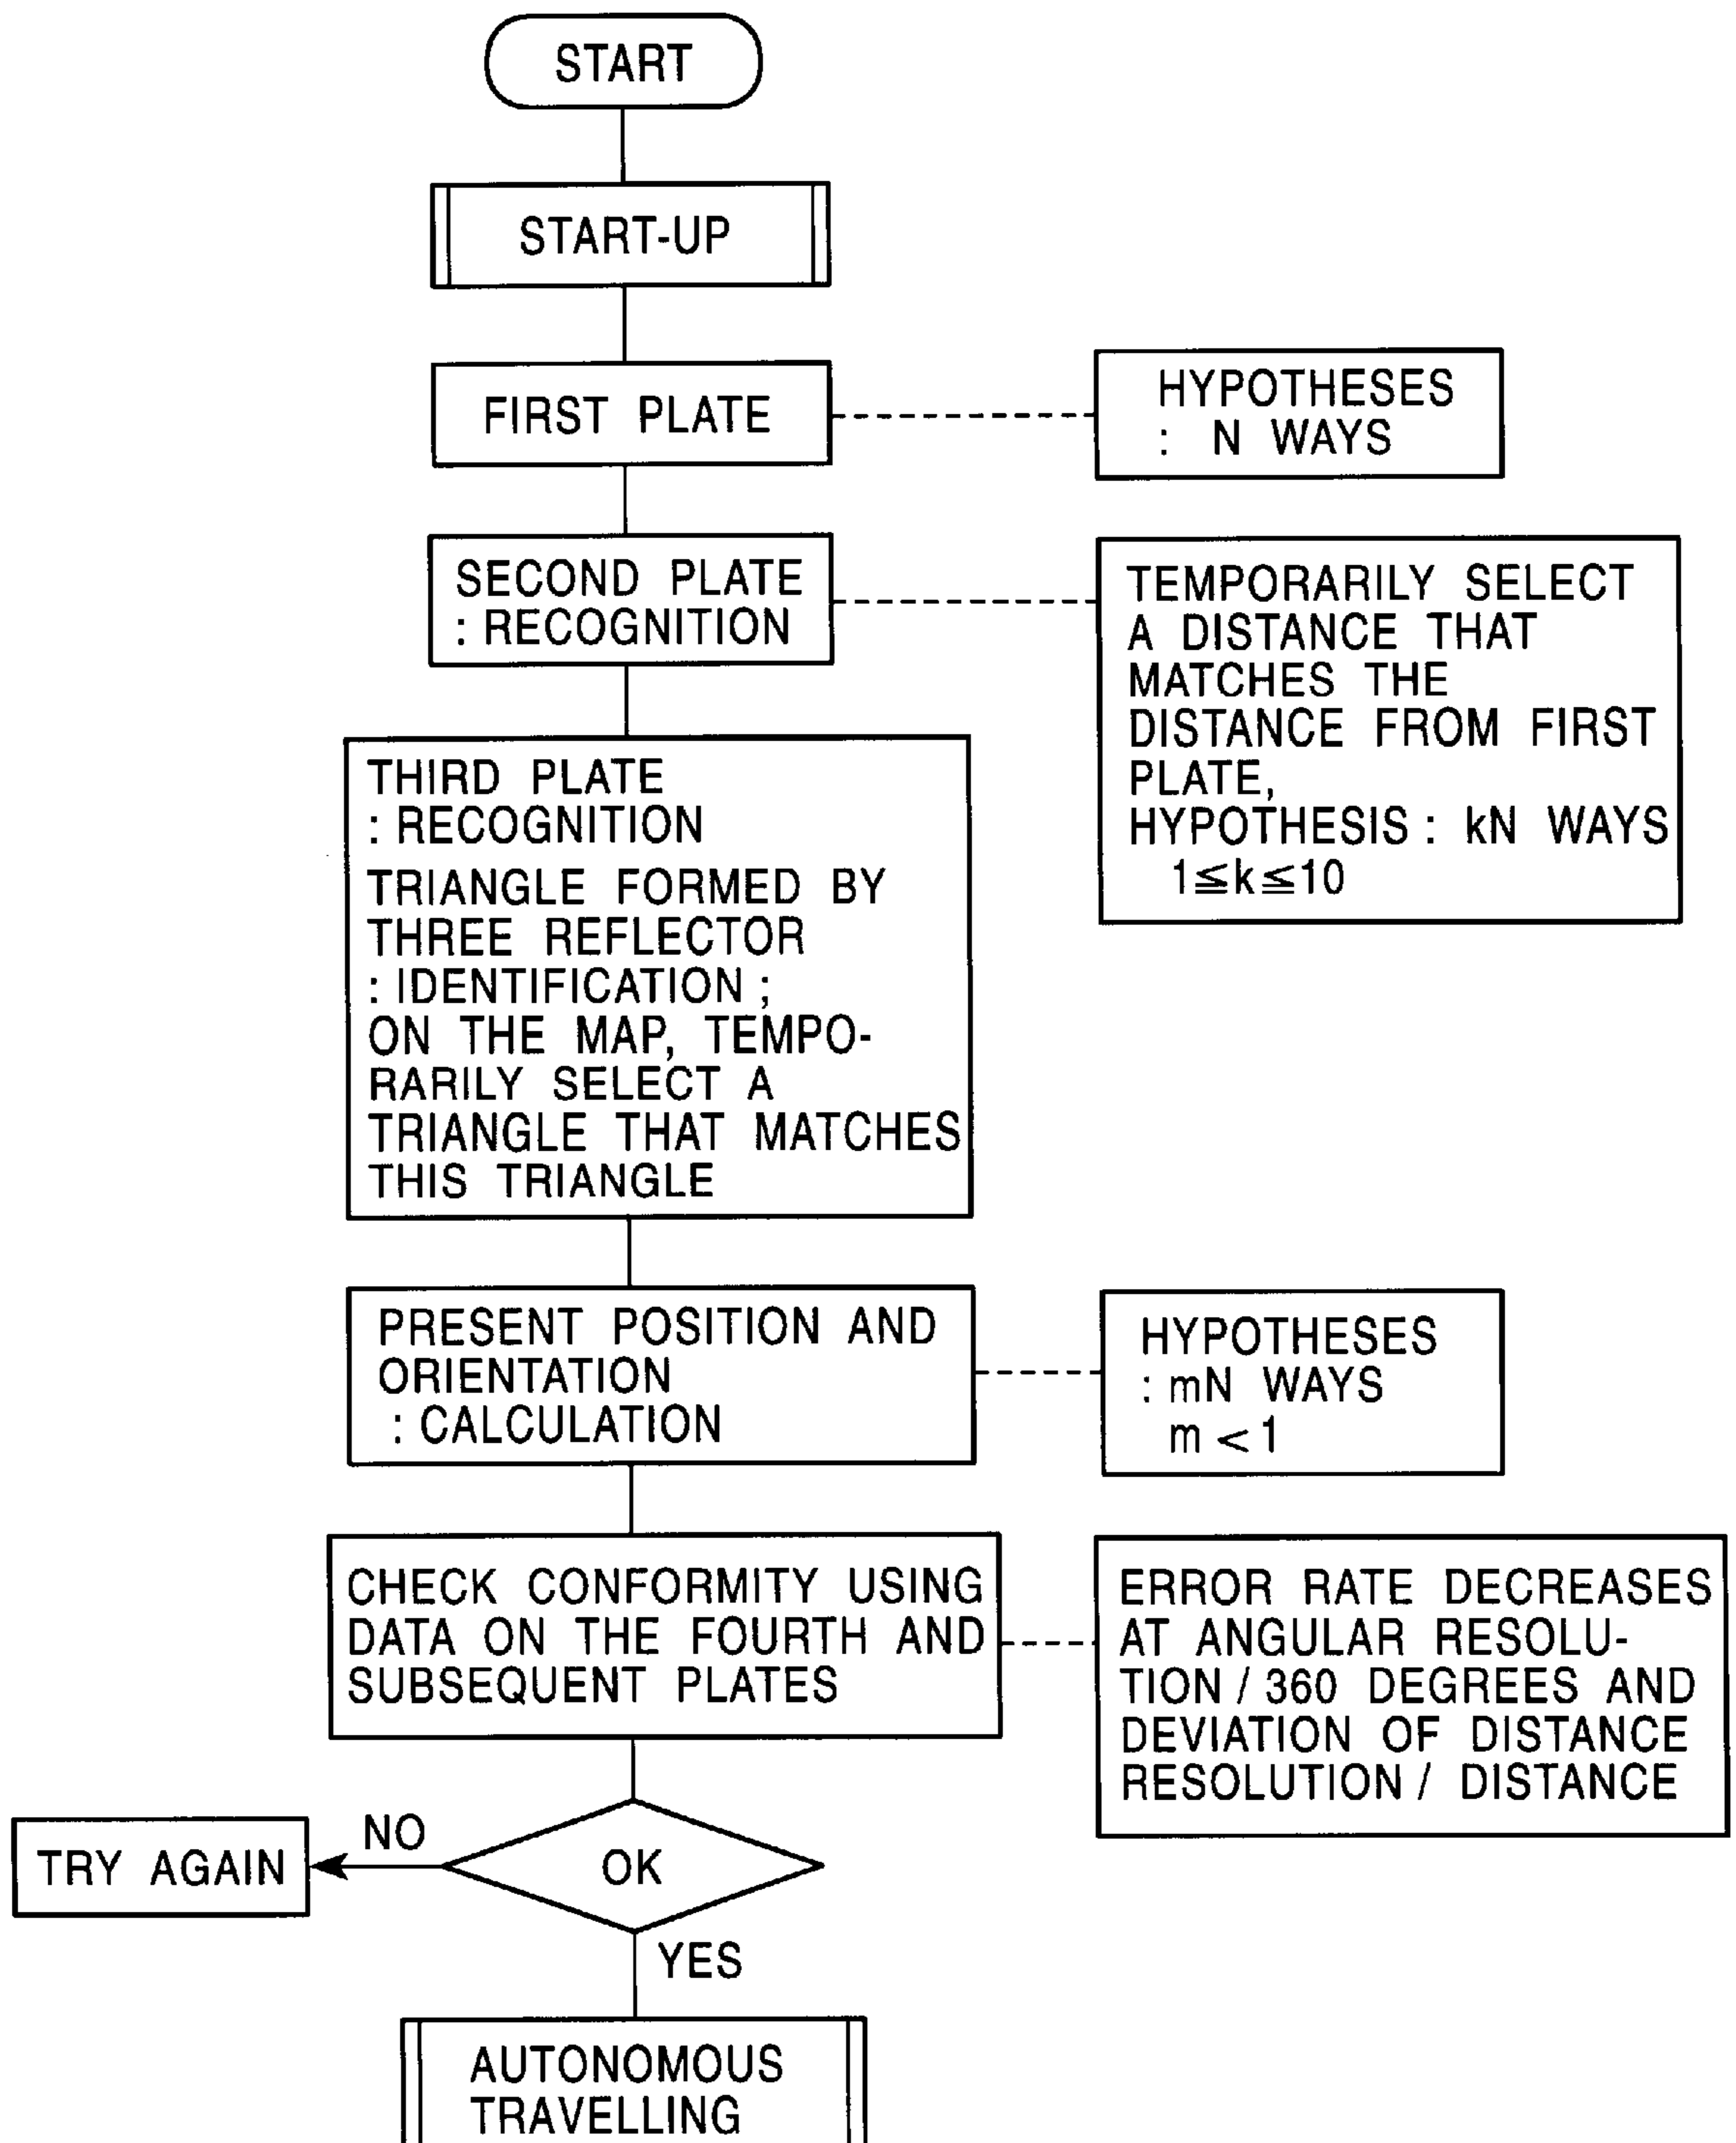 START
START-UP
FIRST PLATE
HYPOTHESES
: N WAYS
SECOND PLATE
: RECOGNITION
TEMPORARILY SELECT
A DISTANCE THAT
MATCHES THE
DISTANCE FROM FIRST
PLATE,
HYPOTHESIS : kN WAYS
1≦k≦10
THIRD PLATE
: RECOGNITION
TRIANGLE FORMED BY
THREE REFLECTOR
: IDENTIFICATION ;
ON THE MAP, TEMPO-
RARILY SELECT A
TRIANGLE THAT MATCHES
THIS TRIANGLE
PRESENT POSITION AND
ORIENTATION
: CALCULATION
HYPOTHESES
: mN WAYS
m < 1
CHECK CONFORMITY USING
DATA ON THE FOURTH AND
SUBSEQUENT PLATES
ERROR RATE DECREASES
AT ANGULAR RESOLU-
TION / 360 DEGREES AND
DEVIATION OF DISTANCE
RESOLUTION / DISTANCE
TRY AGAIN
NO
OK
YES
AUTONOMOUS
TRAVELLING